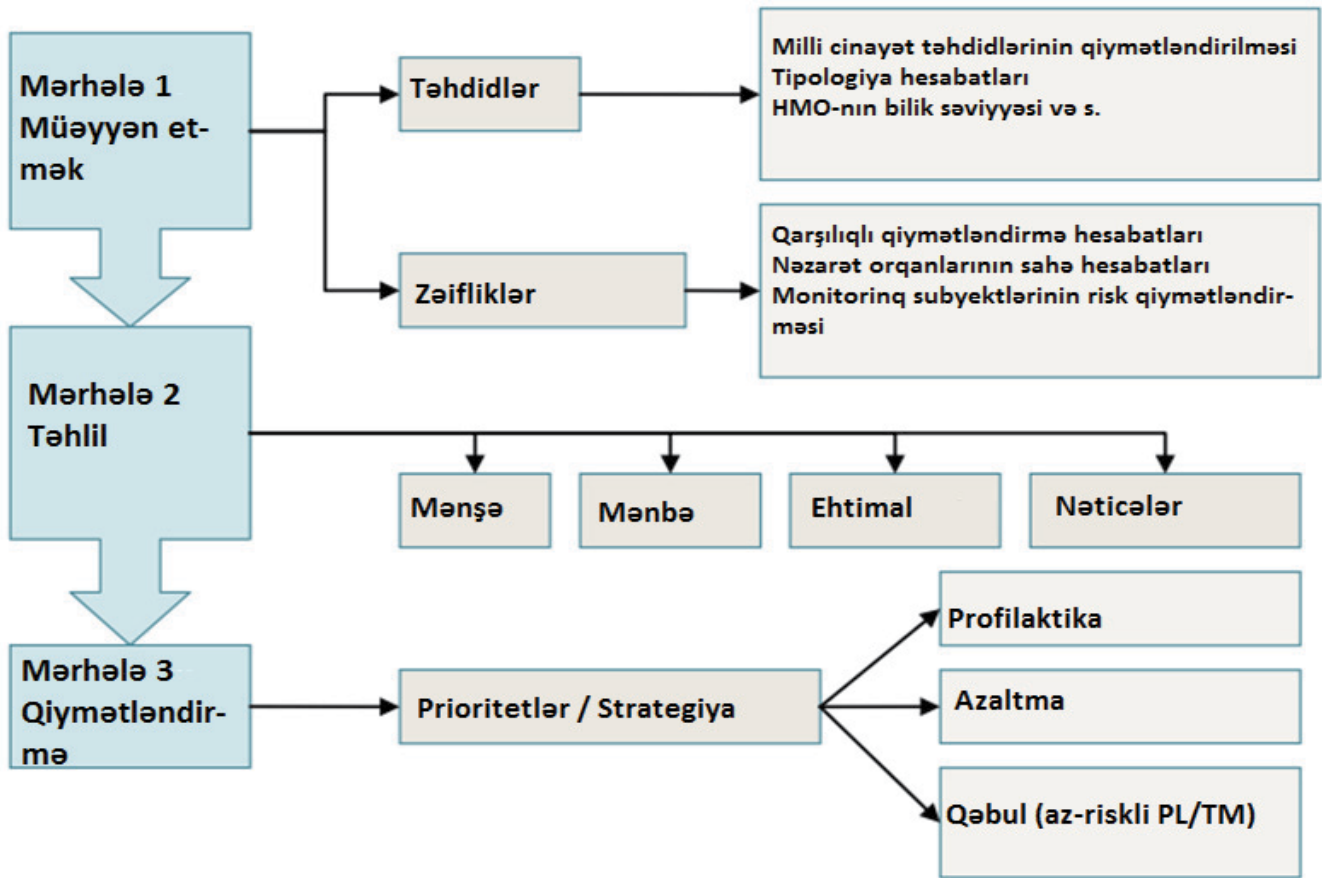 Mərhələ 1
Müəyyən et-
mək
Təhdidlər
Milli cinayət təhdidlərinin qiymətləndirilməsi
Tipologiya hesabatları
HMO-nın bilik səviyyəsi və s.
Zəifliklər
Qarşılıqlı qiymətləndirmə hesabatları
Nəzarət orqanlarının sahə hesabatları
Monitorinq subyektlərinin risk qiymətləndir-
məsi
Mərhələ 2
Təhlil
Mənşə
Mənbə
Ehtimal
Nəticələr
Mərhələ 3
Qiymətləndir-
mə
Prioritetlər / Strategiya
Profilaktika
Azaltma
Qəbul (az-riskli PL/TM)